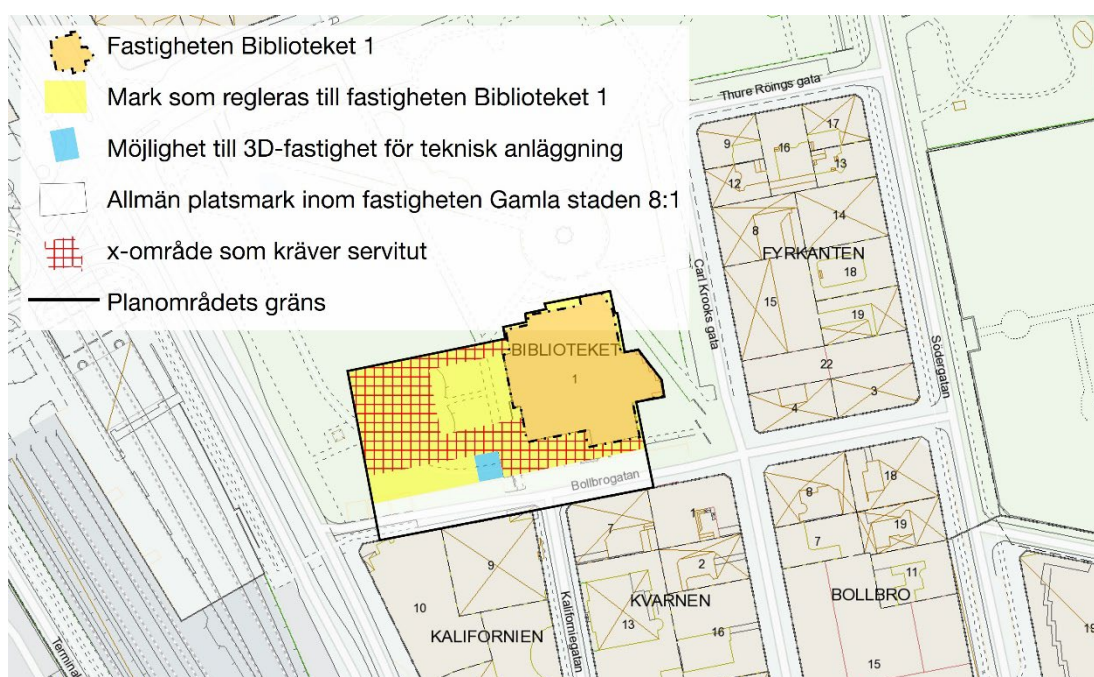 Fastigheten Biblioteket 1
Mark som regleras till fastigheten Biblioteket 1
Möjlighet till 3D-fastighet för teknisk anläggning
Allmän platsmark inom fastigheten Gamla staden 8:1
x-område som kräver servitut
Planområdets gräns
Thure Röings gata
17
9
16
13
12
14
8
FYRKANTEN
18
15
19
22
3
4
Carl Krooks gata
Södergatan
BIBLIOTEKET
1
Bollbrogatan
8
18
19
7
11
BOLLBRO
15
7
1
2
KVARNEN
13
16
9
10
KALIFORNIEN
Kaliforniegatan
Terminal
19